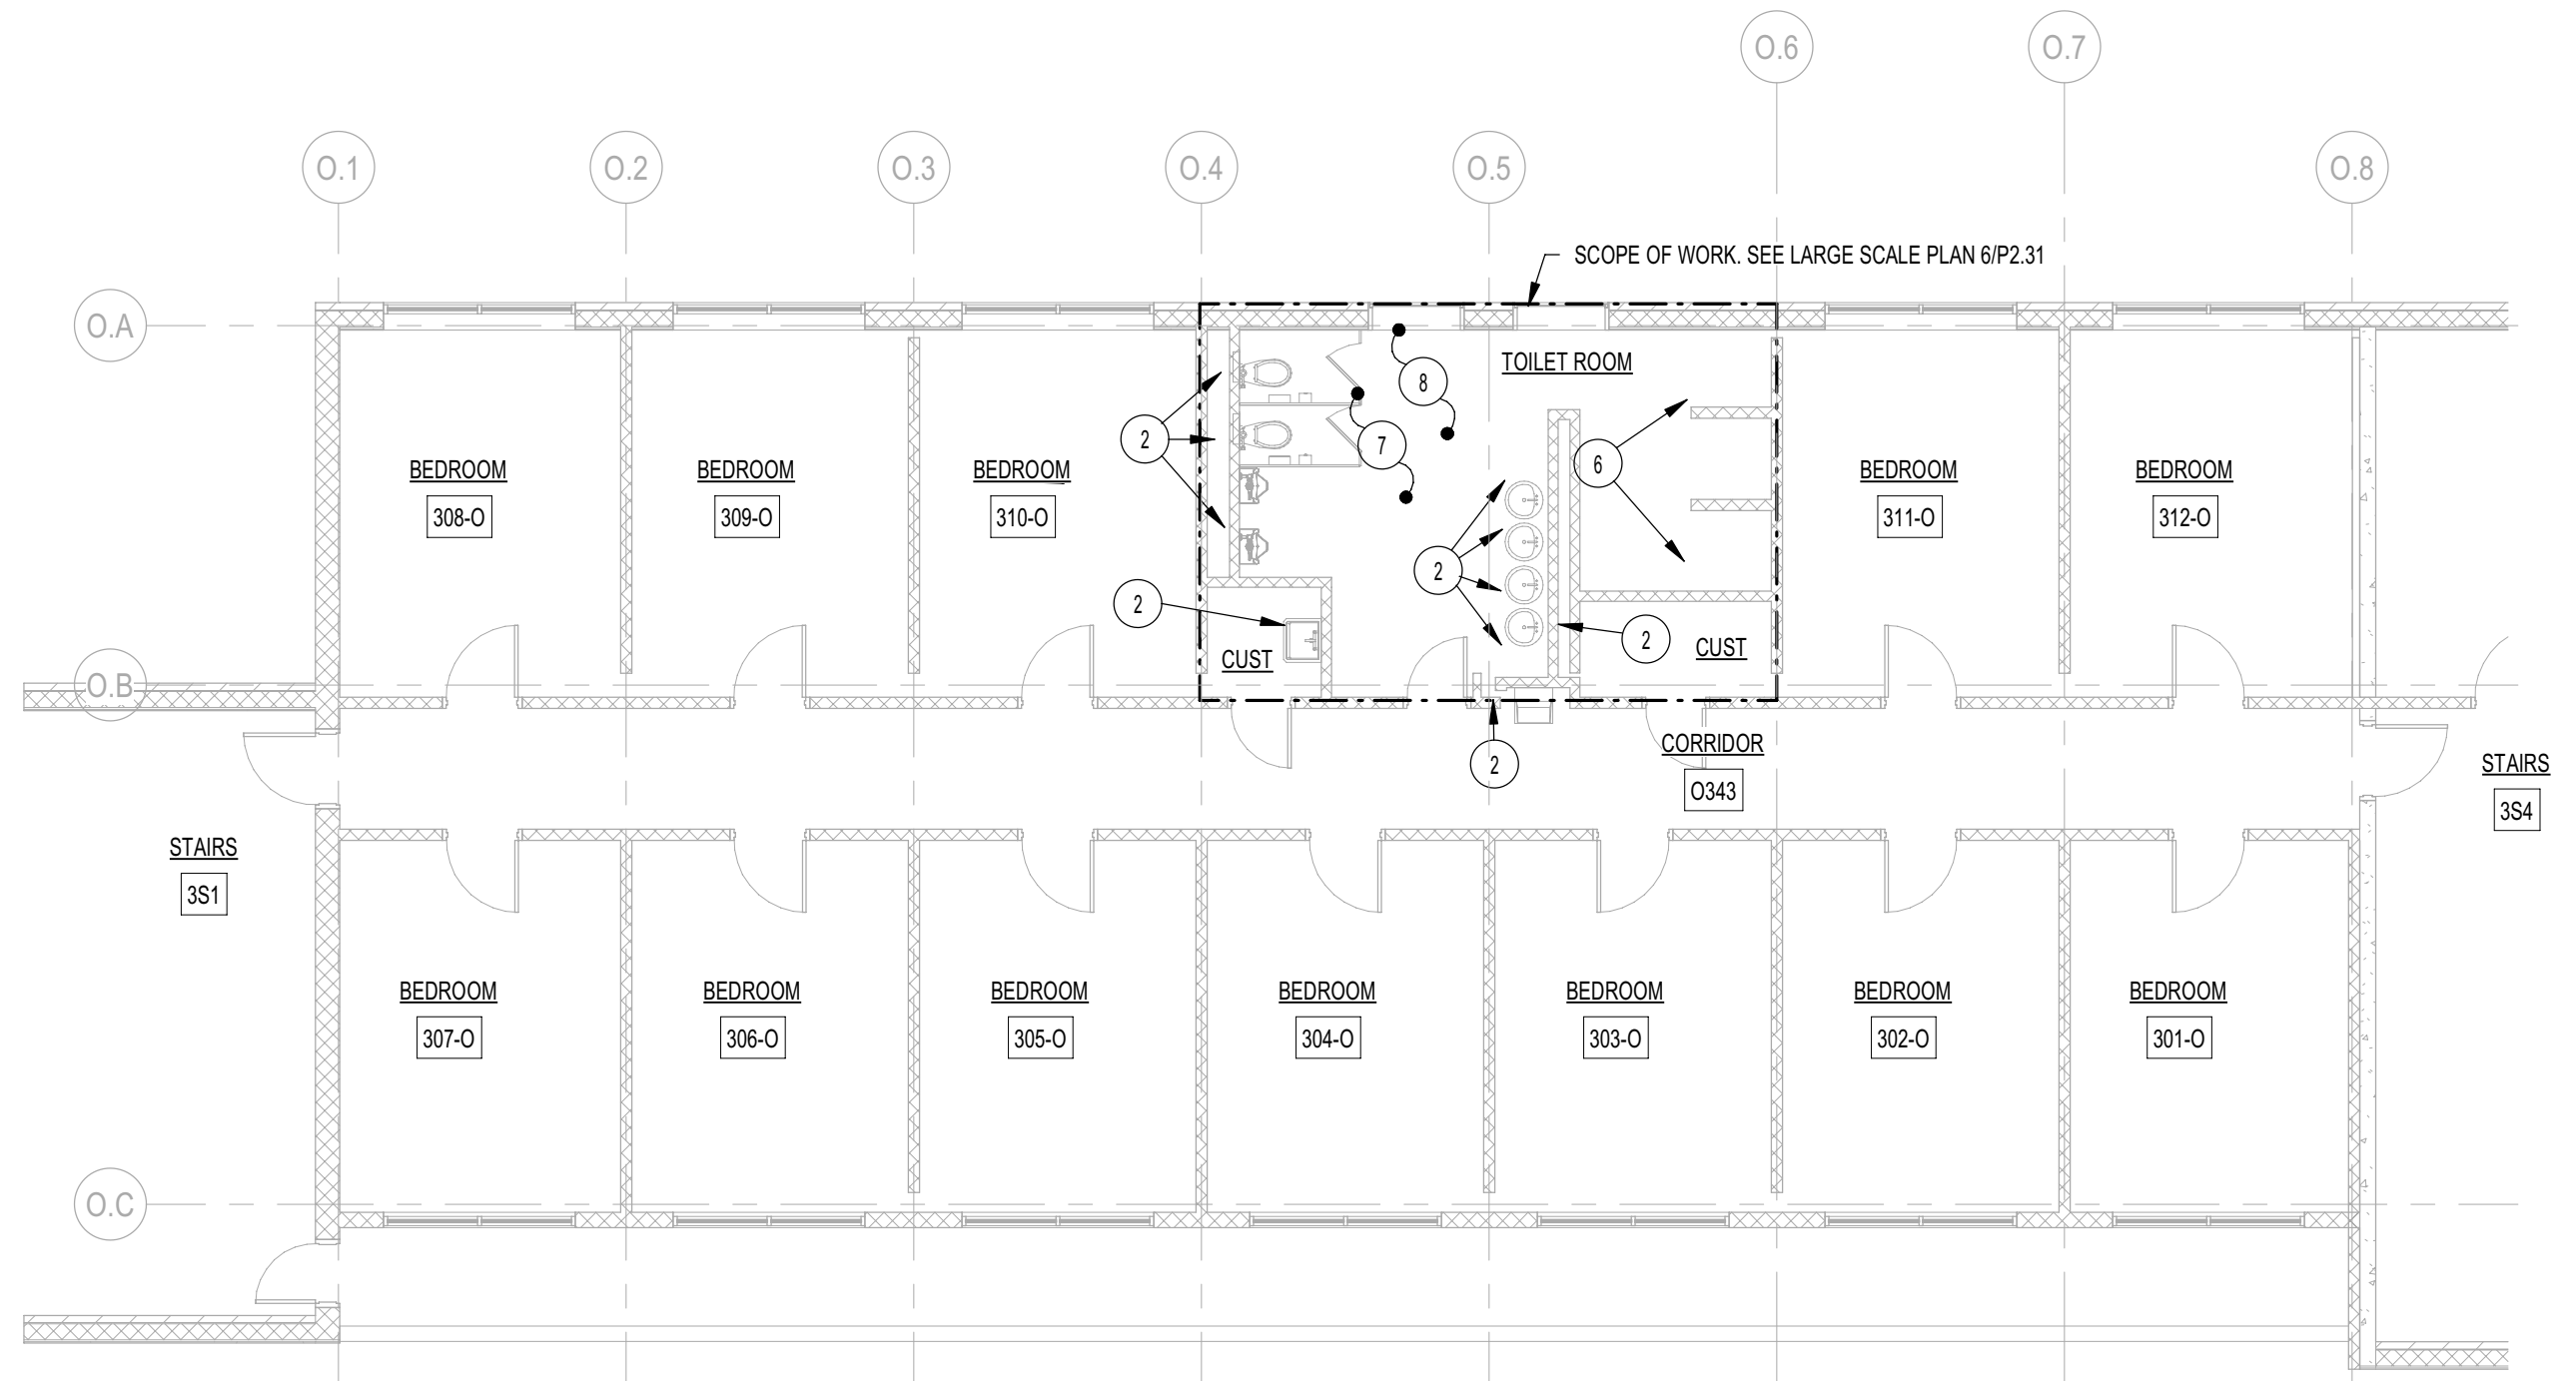 O.6
O.7
O.1
O.2
O.3
O.4
O.5
O.8
SCOPE OF WORK. SEE LARGE SCALE PLAN 6/P2.31
O.A
TOILET ROOM
8
2
7
6
BEDROOM
308-O
BEDROOM
309-O
BEDROOM
310-O
BEDROOM
311-O
BEDROOM
312-O
2
2
2
CUST
CUST
O.B
2
CORRIDOR
O343
STAIRS
3S4
STAIRS
3S1
BEDROOM
307-O
BEDROOM
306-O
BEDROOM
305-O
BEDROOM
304-O
BEDROOM
303-O
BEDROOM
302-O
BEDROOM
301-O
O.C